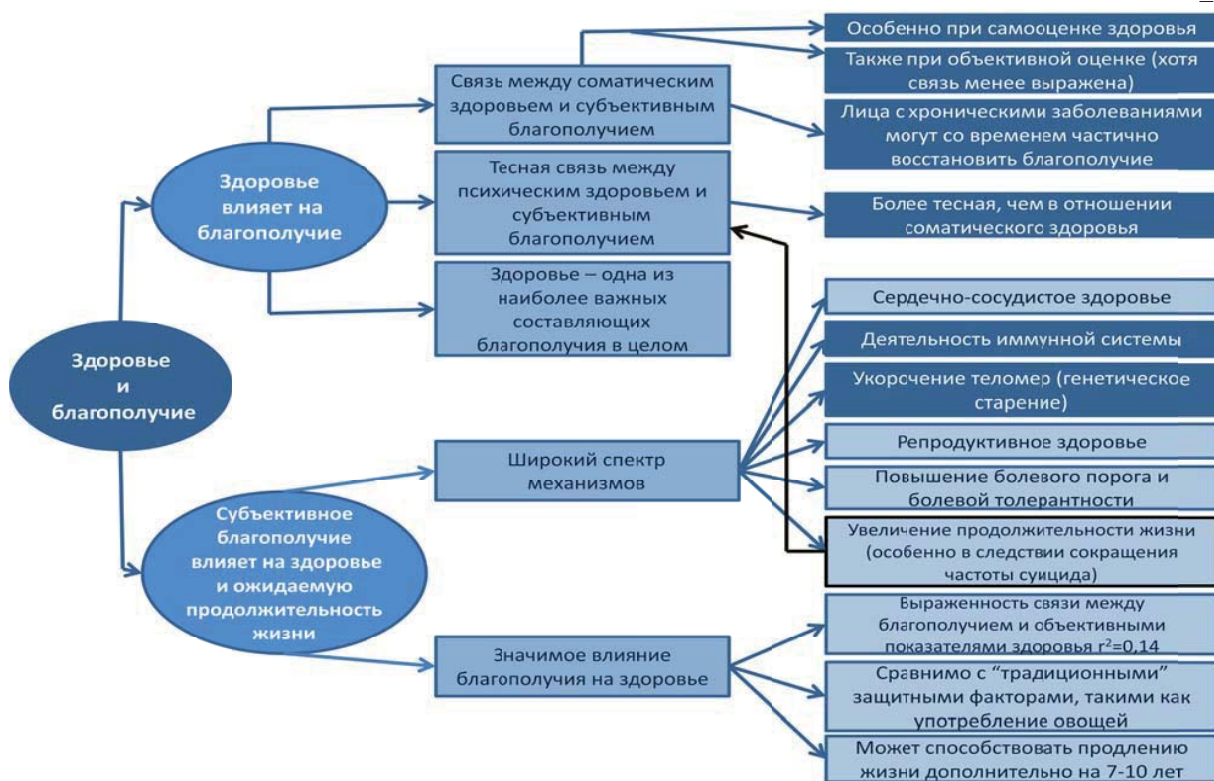 Здоровье
и
благополучие
Здоровье
влияет на
благополучие
Связь между соматическим
здоровьем и субъективным
благополучием
Особенно при самооценке здоровья
Также при объективной оценке (хотя
связь менее выражена)
Лица с хроническими заболеваниями
могут со временем частично
восстановить благополучие
Тесная связь между
психическим здоровьем и
субъективным
благополучием
Более тесная, чем в отношении
соматического здоровья
Здоровье – одна из
наиболее важных
составляющих
благополучия в целом
Субъективное
благополучие
влияет на здоровье
и ожидаемую
продолжительность
жизни
Широкий спектр
механизмов
Сердечно-сосудистое здоровье
Деятельность иммунной системы
Укорочение теломер (генетическое
старение)
Репродуктивное здоровье
Повышение болевого порога и
болевой толерантности
Увеличение продолжительности жизни
(особенно в следствии сокращения
частоты суицида)
Значимое влияние
благополучия на здоровье
Выраженность связи между
благополучием и объективными
показателями здоровья r²=0,14
Сравнимо с “традиционными”
защитными факторами, такими как
употребление овощей
Может способствовать продлению
жизни дополнительно на 7-10 лет